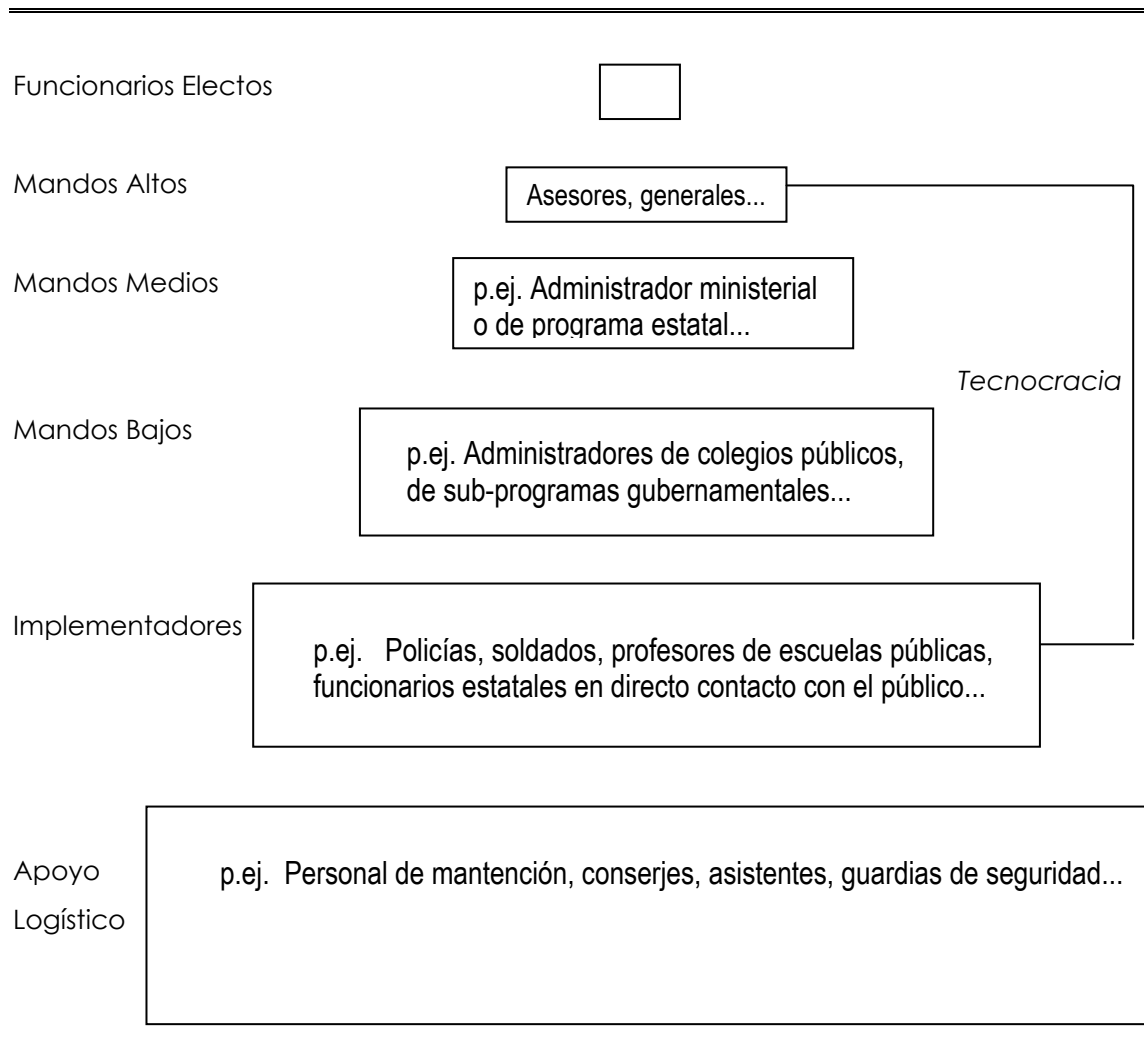 Funcionarios Electos
Mandos Altos
Asesores, generales...
Mandos Medios
p.ej. Administrador ministerial
o de programa estatal...
Tecnocracia
Mandos Bajos
p.ej. Administradores de colegios públicos,
de sub-programas gubernamentales...
Implementadores
p.ej. Policías, soldados, profesores de escuelas públicas,
funcionarios estatales en directo contacto con el público...
Apoyo
Logístico
p.ej. Personal de mantención, conserjes, asistentes, guardias de seguridad...